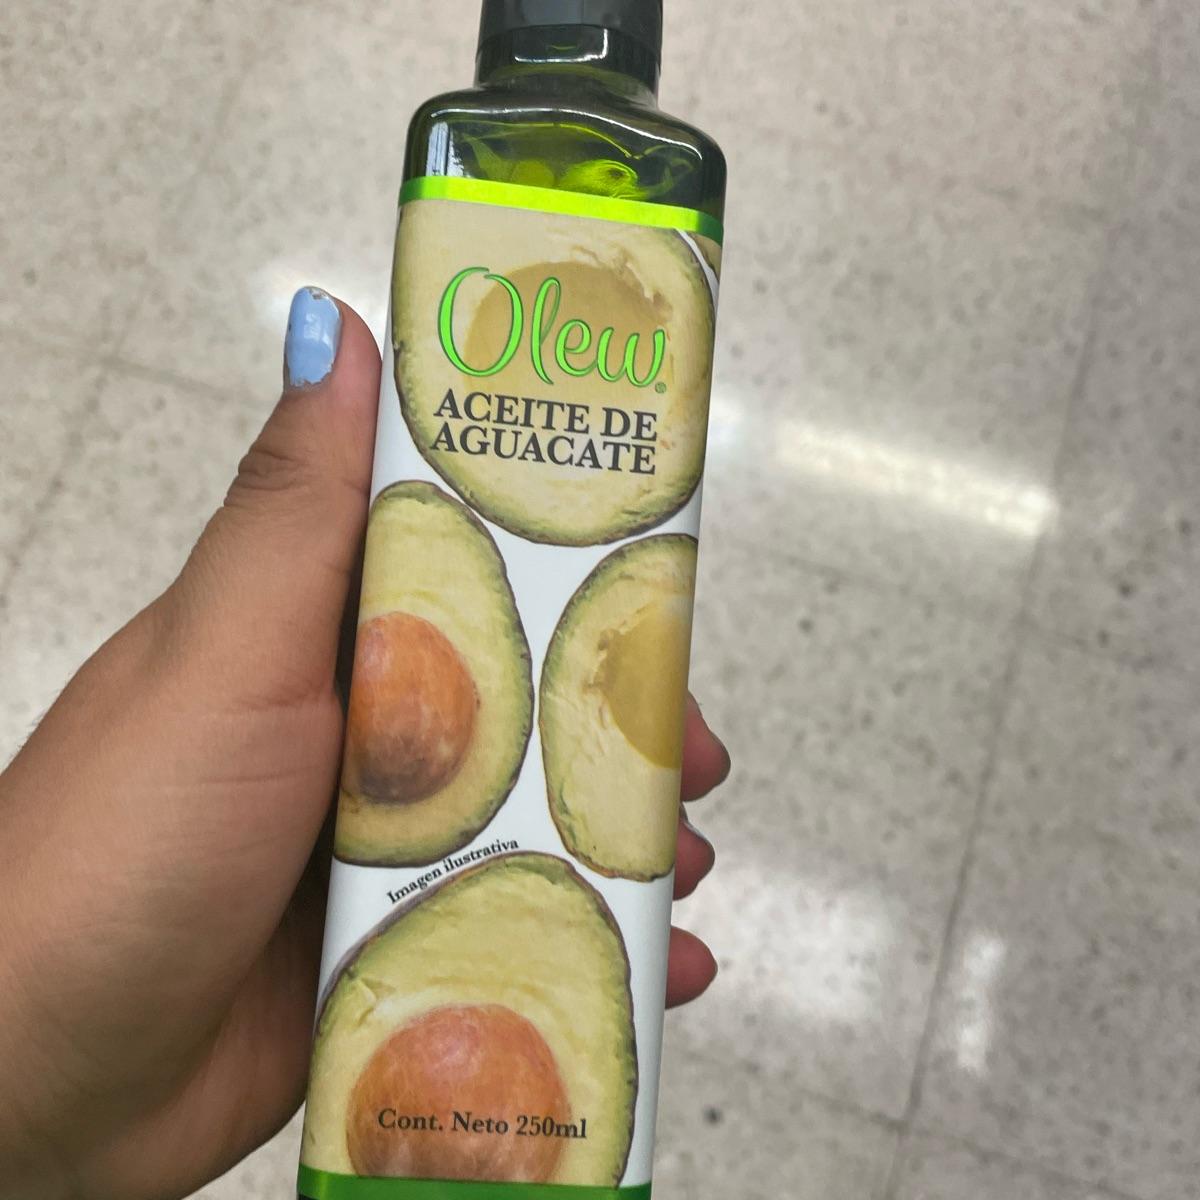 Olew®
ACEITE DE
AGUACATE
Imagen ilustrativa
Cont. Neto 250ml